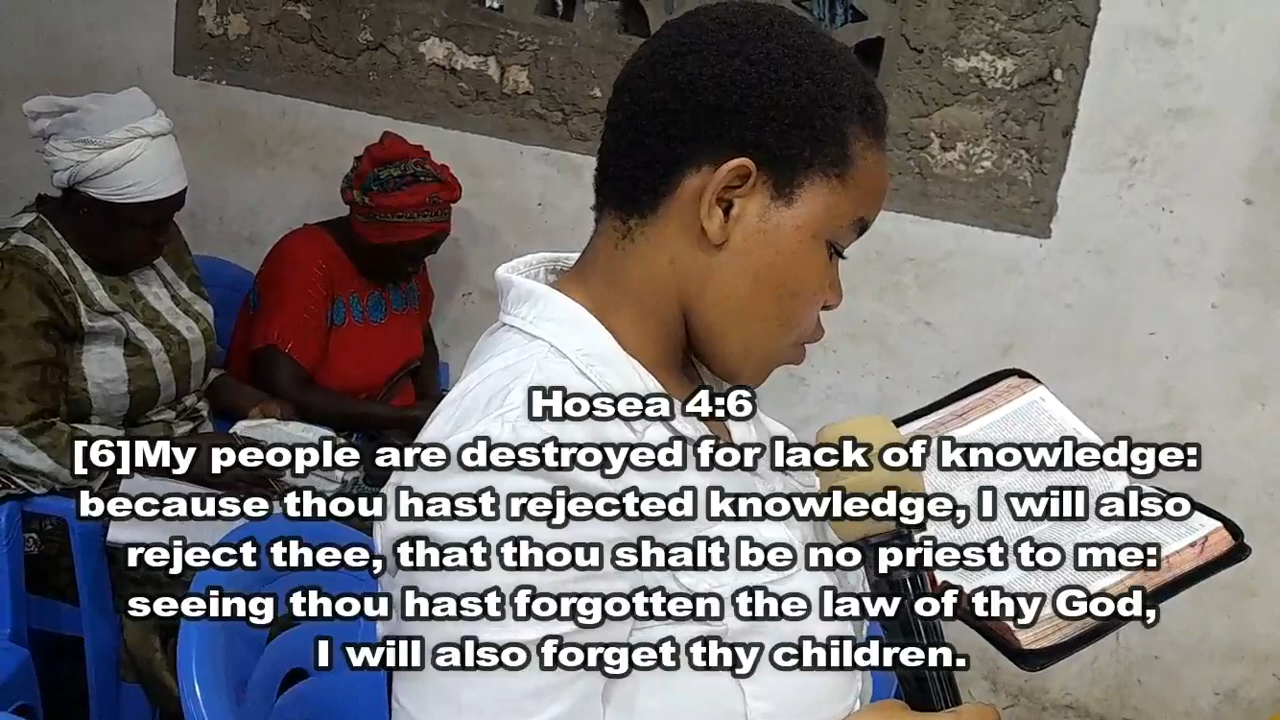 Hosea 4:6
[6]My people are destroyed for lack of knowledge:
because thou hast rejected knowledge, I will also
reject thee, that thou shalt be no priest to me:
seeing thou hast forgotten the law of thy God,
I will also forget thy children.